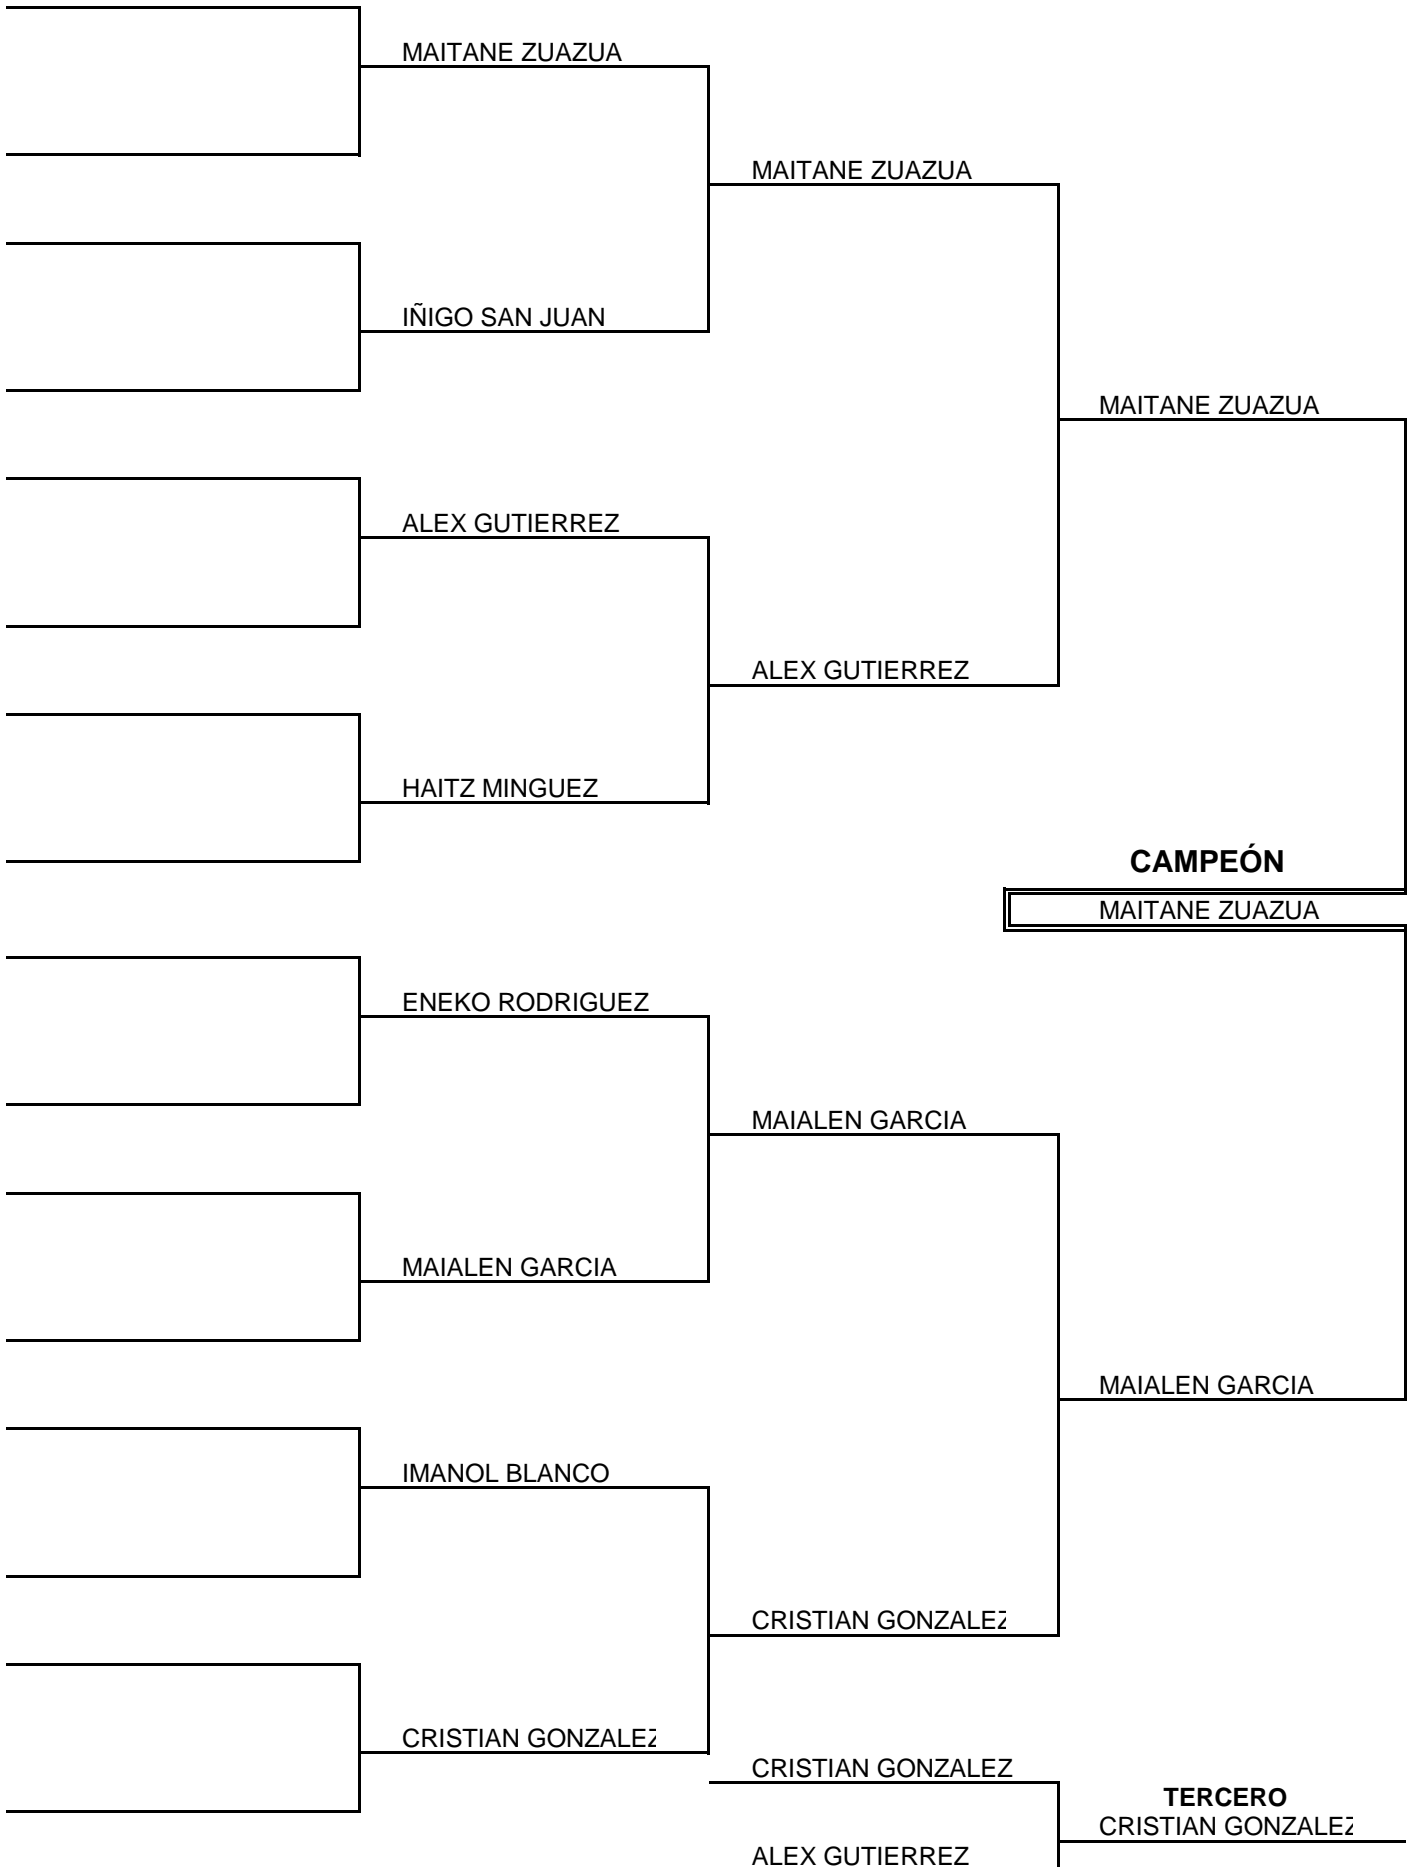 MAITANE ZUAZUA
MAITANE ZUAZUA
IÑIGO SAN JUAN
MAITANE ZUAZUA
ALEX GUTIERREZ
ALEX GUTIERREZ
HAITZ MINGUEZ
CAMPEÓN
MAITANE ZUAZUA
ENEKO RODRIGUEZ
MAIALEN GARCIA
MAIALEN GARCIA
MAIALEN GARCIA
IMANOL BLANCO
CRISTIAN GONZALEZ
CRISTIAN GONZALEZ
CRISTIAN GONZALEZ
TERCERO
CRISTIAN GONZALEZ
ALEX GUTIERREZ